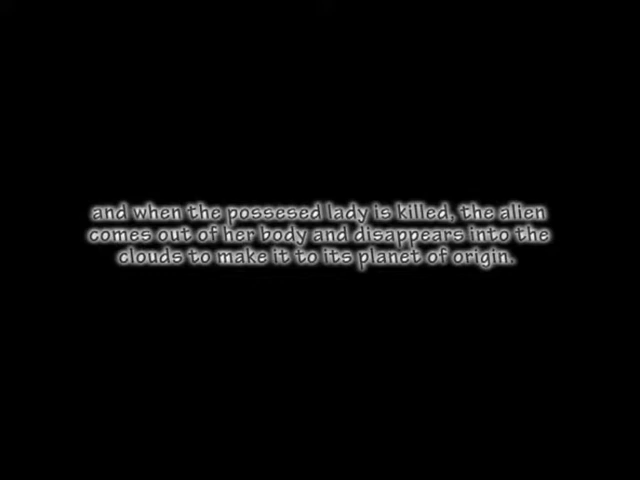 and when the possesed lady is killed, the alien
comes out of her body and disappears into the
clouds to make it to its planet of origin.